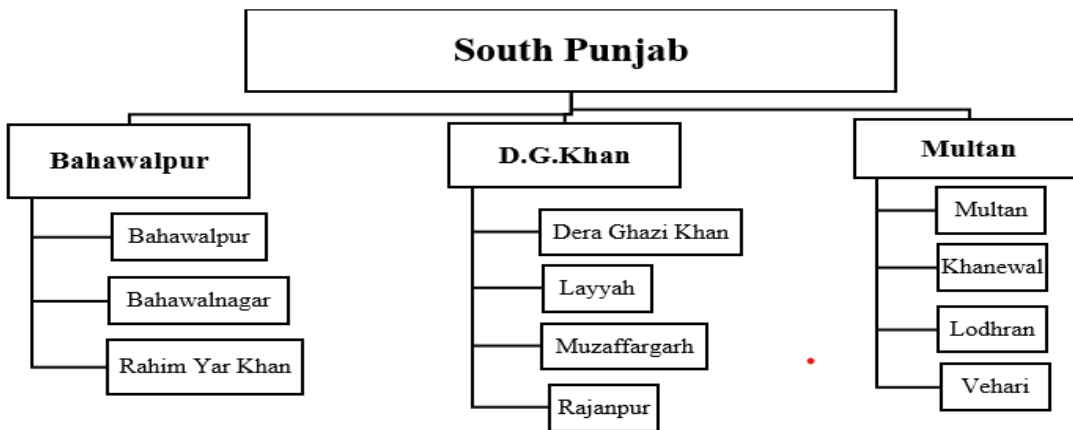 South Punjab
Bahawalpur
Bahawalpur
Bahawalnagar
Rahim Yar Khan
D.G.Khan
Dera Ghazi Khan
Layyah
Muzaffargarh
Rajanpur
Multan
Multan
Khanewal
Lodhran
Vehari